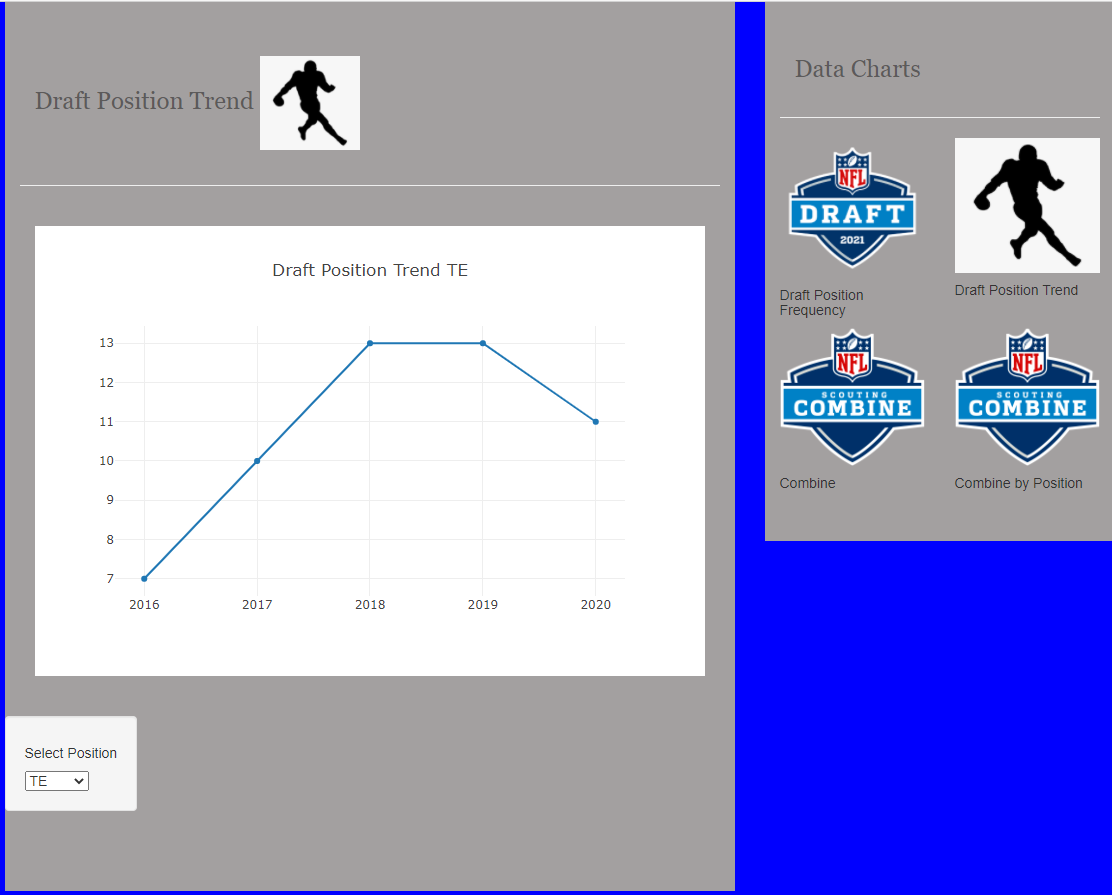 Draft Position Trend
Draft Position Trend TE
13
12
11
10
9
8
7
2016 2017 2018 2019 2020
Select Position
TE
Data Charts
NFL
DRAFT
2021
Draft Position
Frequency
Draft Position Trend
NFL
SCOUTING
COMBINE
Combine
NFL
SCOUTING
COMBINE
Combine by Position